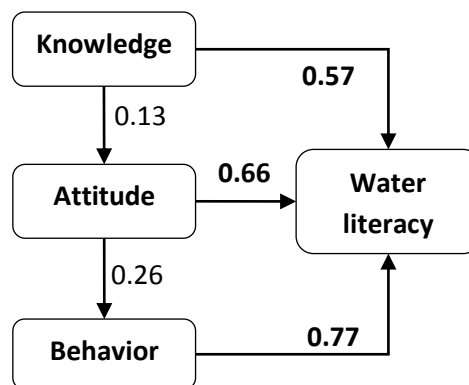 Knowledge
0.57
0.13
Attitude
0.66
Water
literacy
0.26
Behavior
0.77